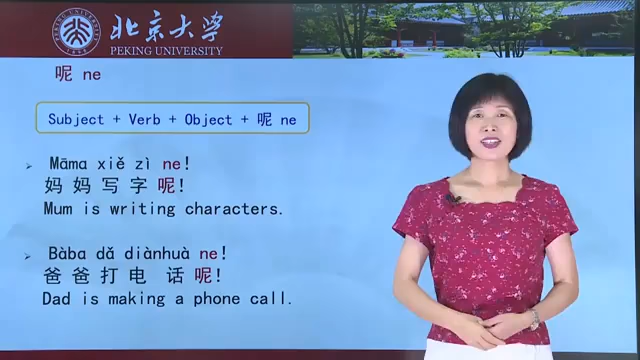 北京大学
PEKING UNIVERSITY
呢 ne
Subject + Verb + Object + 呢 ne
Māma xiě zì ne!
妈 妈 写 字 呢!
Mum is writing characters.
Bàba dǎ diànhuà ne!
爸 爸 打 电 话 呢!
Dad is making a phone call.